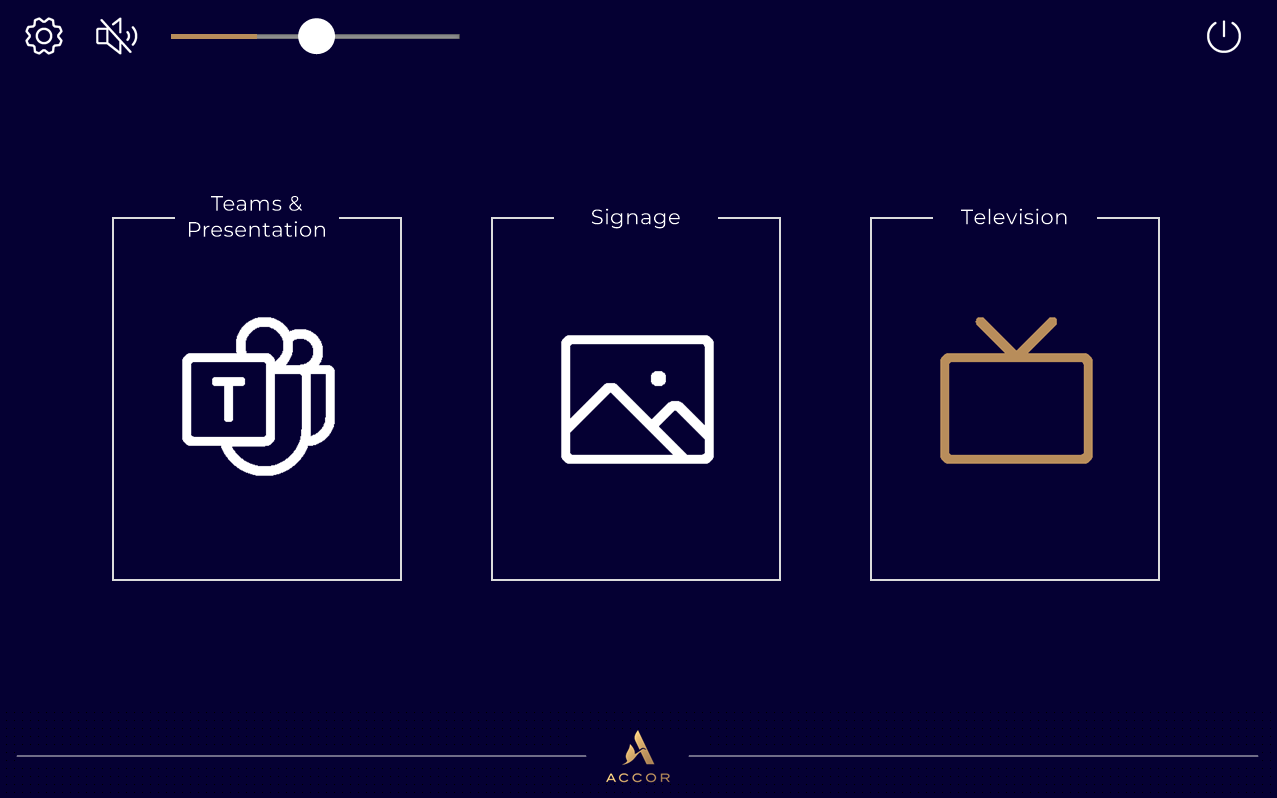 Teams &
Presentation
Signage
Television
T
ACCOR